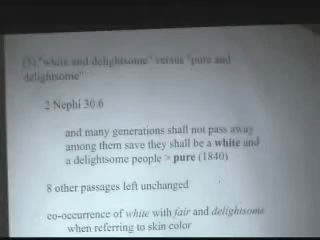 (3) "white and delightsome" versus "pure and
delightsome"
2 Nephi 30:6
and many generations shall not pass away
among them save they shall be a white and
a delightsome people > pure (1840)
8 other passages left unchanged
co-occurrence of white with fair and delightsome
when referring to skin color